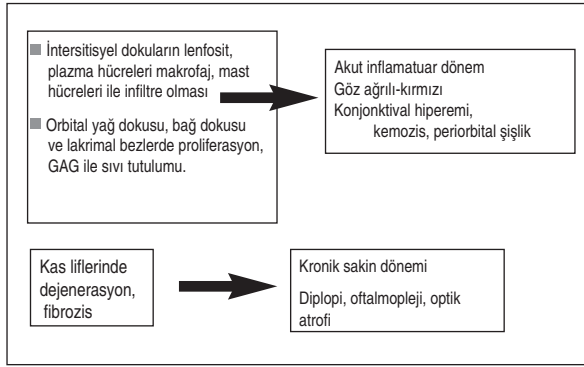 İntersitisyel dokuların lenfosit,
plazma hücreleri makrofaj, mast
hücreleri ile infiltre olması
Orbital yağ dokusu, bağ dokusu
ve lakrimal bezlerde proliferasyon,
GAG ile sıvı tutulumu.
Akut inflamatuar dönem
Göz ağrılı-kırmızı
Konjonktival hiperemi,
kemozis, periorbital şişlik
Kas liflerinde
dejenerasyon,
fibrozis
Kronik sakin dönemi
Diplopi, oftalmopleji, optik
atrofi